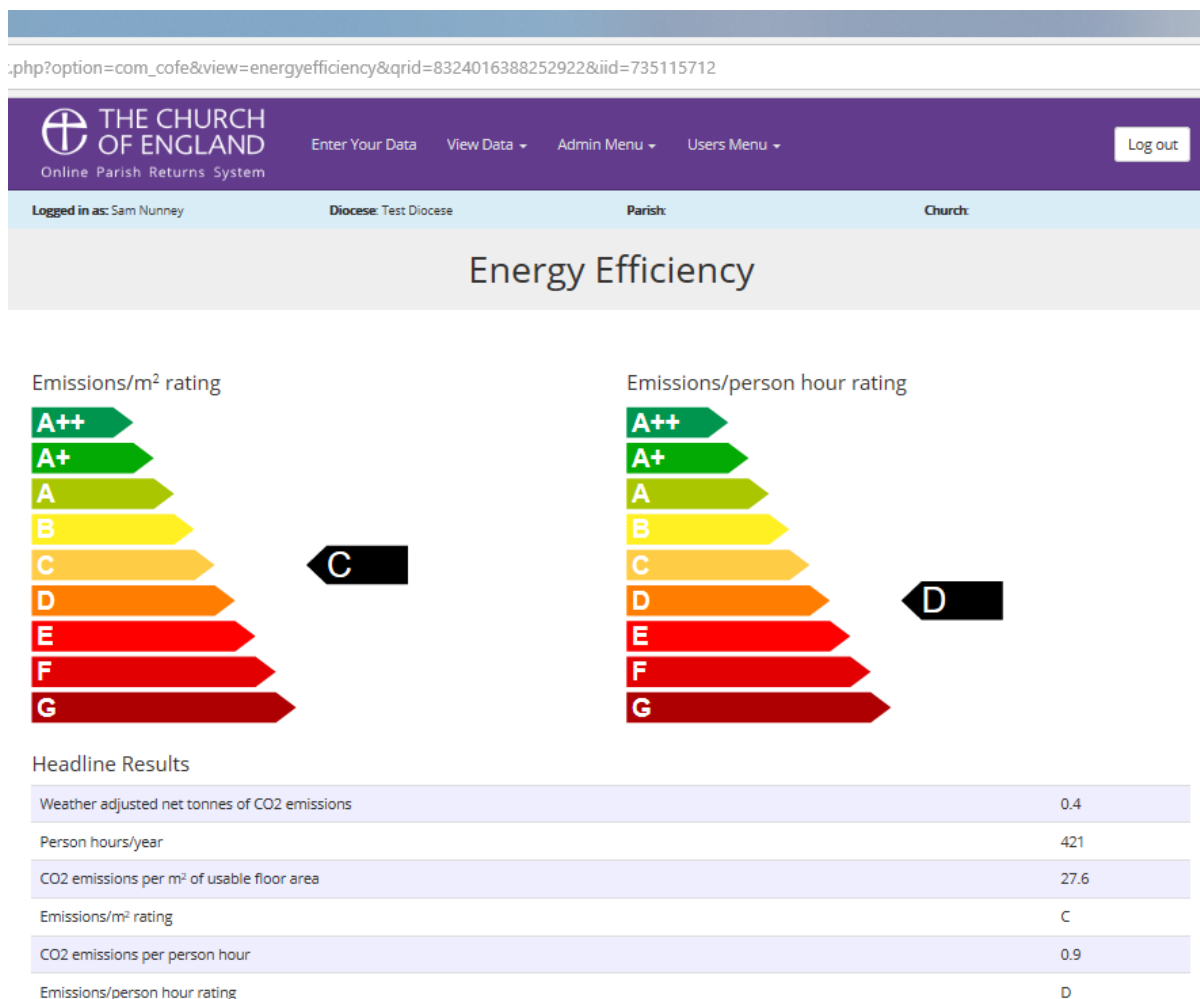 .php?option=com_cofe&view=energyefficiency&qrid=8324016388252922&iid=735115712
THE CHURCH
OF ENGLAND
Online Parish Returns System
Enter Your Data View Data Admin Menu Users Menu Log out
Logged in as: Sam Nunney Diocese: Test Diocese Parish: Church:
Energy Efficiency
Emissions/m² rating
A++
A+
A
B
C
D
E
F
G
C
Emissions/person hour rating
A++
A+
A
B
C
D
E
F
G
D
Headline Results
Weather adjusted net tonnes of CO2 emissions 0.4
Person hours/year 421
CO2 emissions per m² of usable floor area 27.6
Emissions/m² rating C
CO2 emissions per person hour 0.9
Emissions/person hour rating D